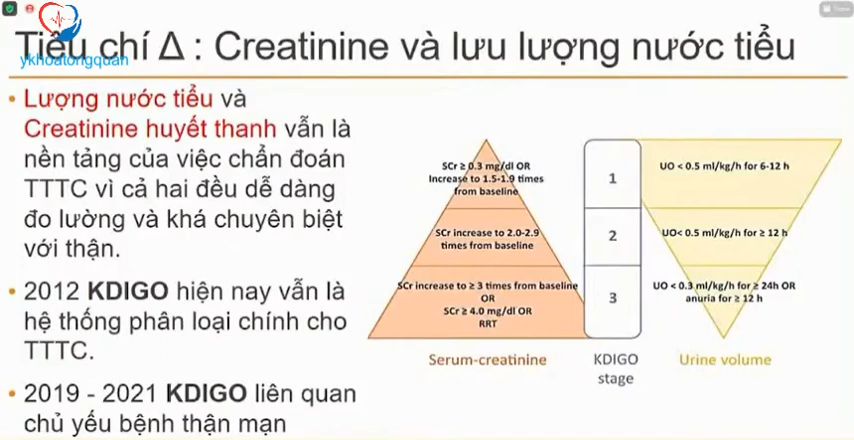 Tiêu chí Δ : Creatinine và lưu lượng nước tiểu
ykhoatongquan
• Lượng nước tiểu và
Creatinine huyết thanh vẫn là
nền tảng của việc chẩn đoán
TTTC vì cả hai đều dễ dàng
đo lường và khá chuyên biệt
với thận.
• 2012 KDIGO hiện nay vẫn là
hệ thống phân loại chính cho
TTTC.
• 2019 - 2021 KDIGO liên quan
chủ yếu bệnh thận mạn
SCr ≥ 0.3 mg/dl OR
Increase to 1.5-1.9 times
from baseline
1
UO < 0.5 ml/kg/h for 6-12 h
SCr increase to 2.0-2.9
times from baseline
2
UO< 0.5 ml/kg/h for ≥ 12 h
SCr increase to ≥ 3 times from baseline
OR
SCr ≥ 4.0 mg/dl OR
RRT
3
UO < 0.3 ml/kg/h for ≥ 24h OR
anuria for ≥ 12 h
Serum-creatinine
KDIGO
stage
Urine volume